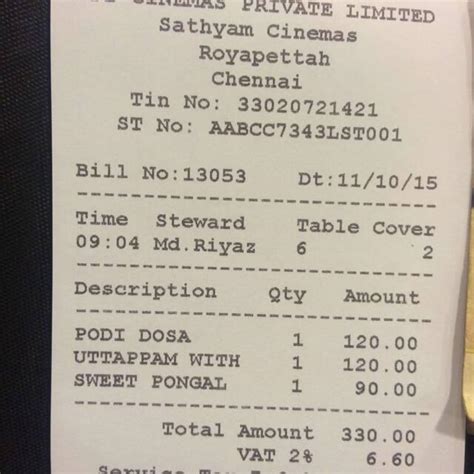 CINEMAS PRIVATE LIMITED
Sathyam Cinemas
Royapettah
Chennai
Tin No: 33020721421
ST No: AABCC7343LST001
Bill No:13053 Dt:11/10/15
Time Steward Table Cover
09:04 Md.Riyaz 6 2
Description Qty Amount
PODI DOSA 1 120.00
UTTAPPAM WITH 1 120.00
SWEET PONGAL 1 90.00
Total Amount 330.00
VAT 2% 6.60